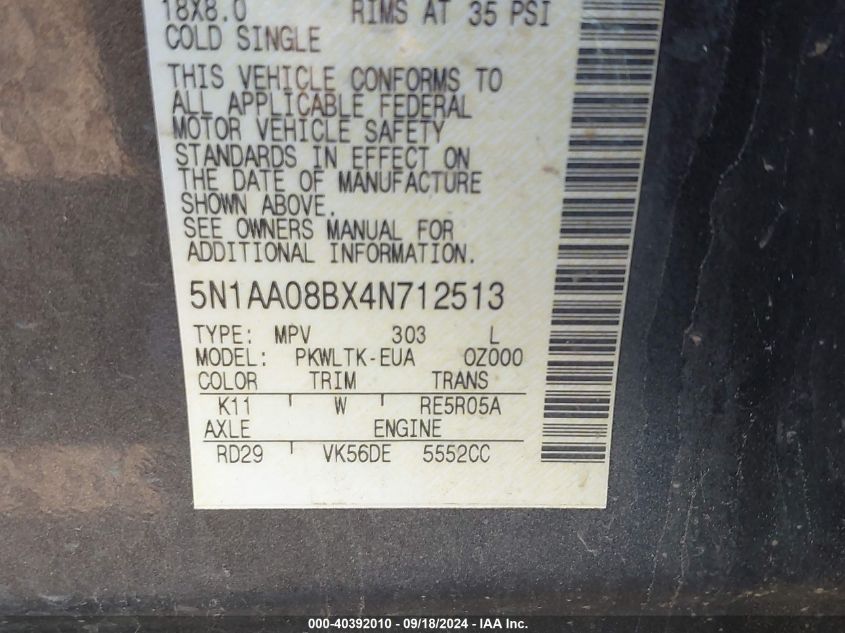 18X8.0 RIMS AT 35 PSI
COLD SINGLE
THIS VEHICLE CONFORMS TO
ALL APPLICABLE FEDERAL
MOTOR VEHICLE SAFETY
STANDARDS IN EFFECT ON
THE DATE OF MANUFACTURE
SHOWN ABOVE.
SEE OWNERS MANUAL FOR
ADDITIONAL INFORMATION.
5N1AA08BX4N712513
TYPE: MPV 303 L
MODEL: PKWLTK-EUA 0Z000
COLOR TRIM TRANS
K11 W RE5R05A
AXLE ENGINE
RD29 VK56DE 5552CC
000-40392010 - 09/18/2024 - IAA Inc.